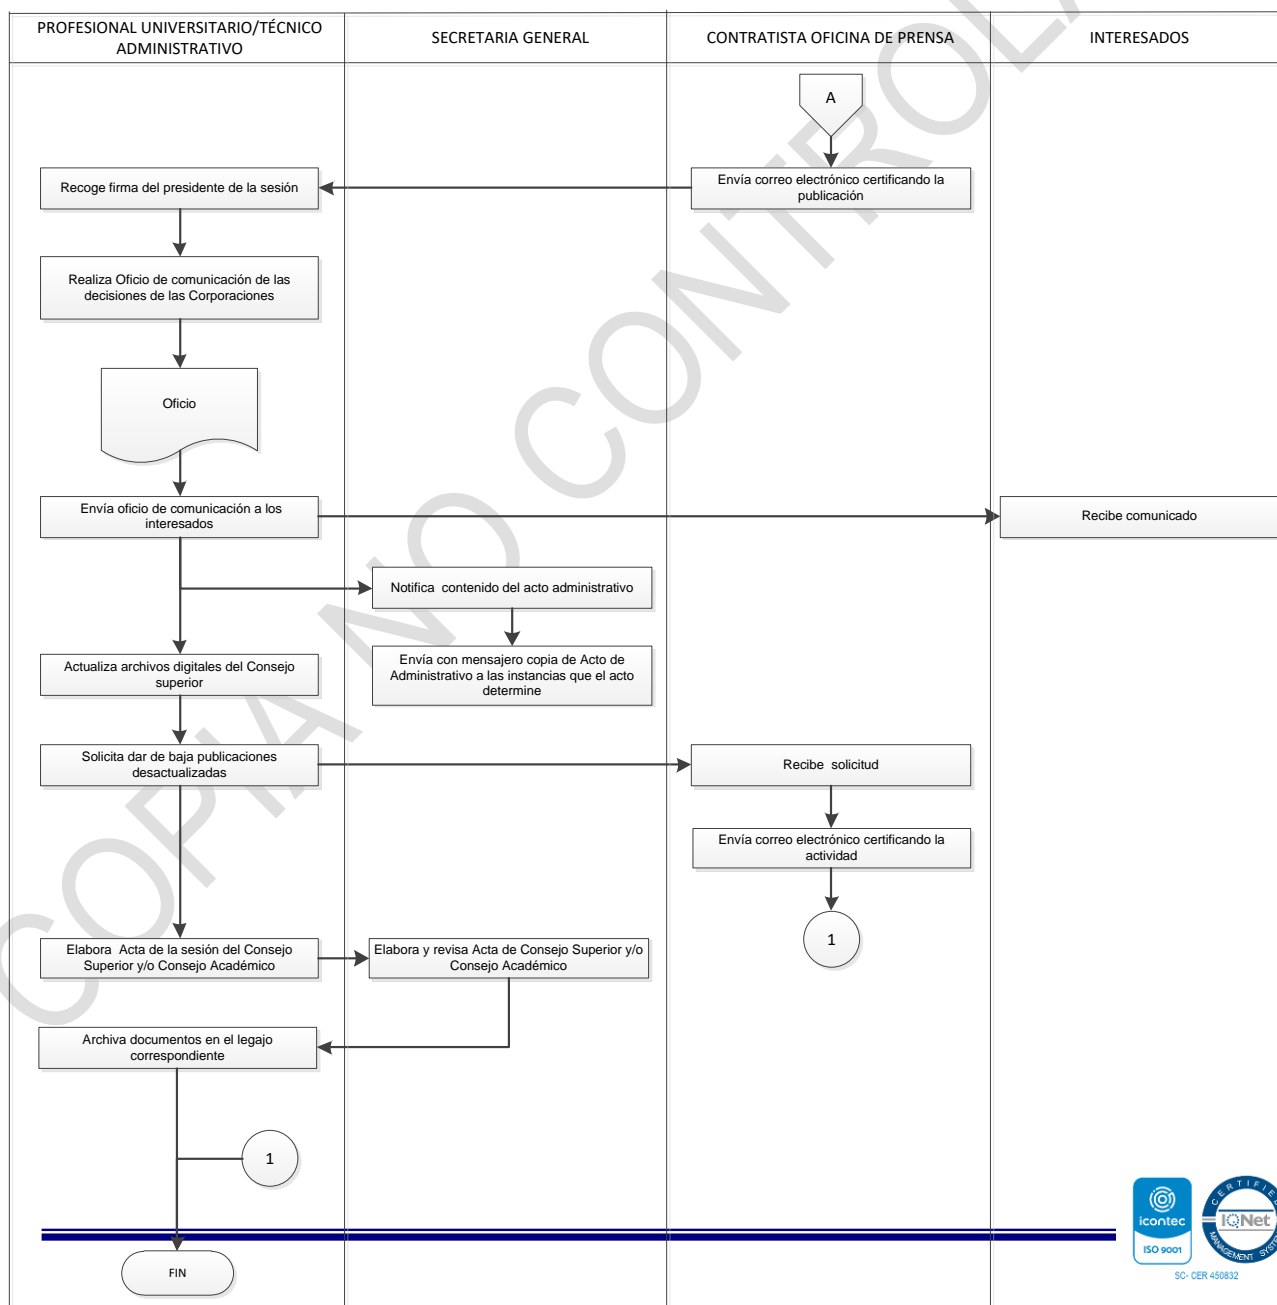 PROFESIONAL UNIVERSITARIO/TÉCNICO
ADMINISTRATIVO
SECRETARIA GENERAL
CONTRATISTA OFICINA DE PRENSA
INTERESADOS
A
Recoge firma del presidente de la sesión
Envía correo electrónico certificando la
publicación
Realiza Oficio de comunicación de las
decisiones de las Corporaciones
Oficio
Envía oficio de comunicación a los
interesados
Recibe comunicado
Notifica contenido del acto administrativo
Actualiza archivos digitales del Consejo
superior
Envía con mensajero copia de Acto de
Administrativo a las instancias que el acto
determine
Solicita dar de baja publicaciones
desactualizadas
Recibe solicitud
Envía correo electrónico certificando la
actividad
1
Elabora Acta de la sesión del Consejo
Superior y/o Consejo Académico
Elabora y revisa Acta de Consejo Superior y/o
Consejo Académico
Archiva documentos en el legajo
correspondiente
1
FIN
COPIA NO CONTROLA
icontec
ISO 9001
CERTIFIED
IQNet
MANAGEMENT SYSTEM
SC- CER 450832